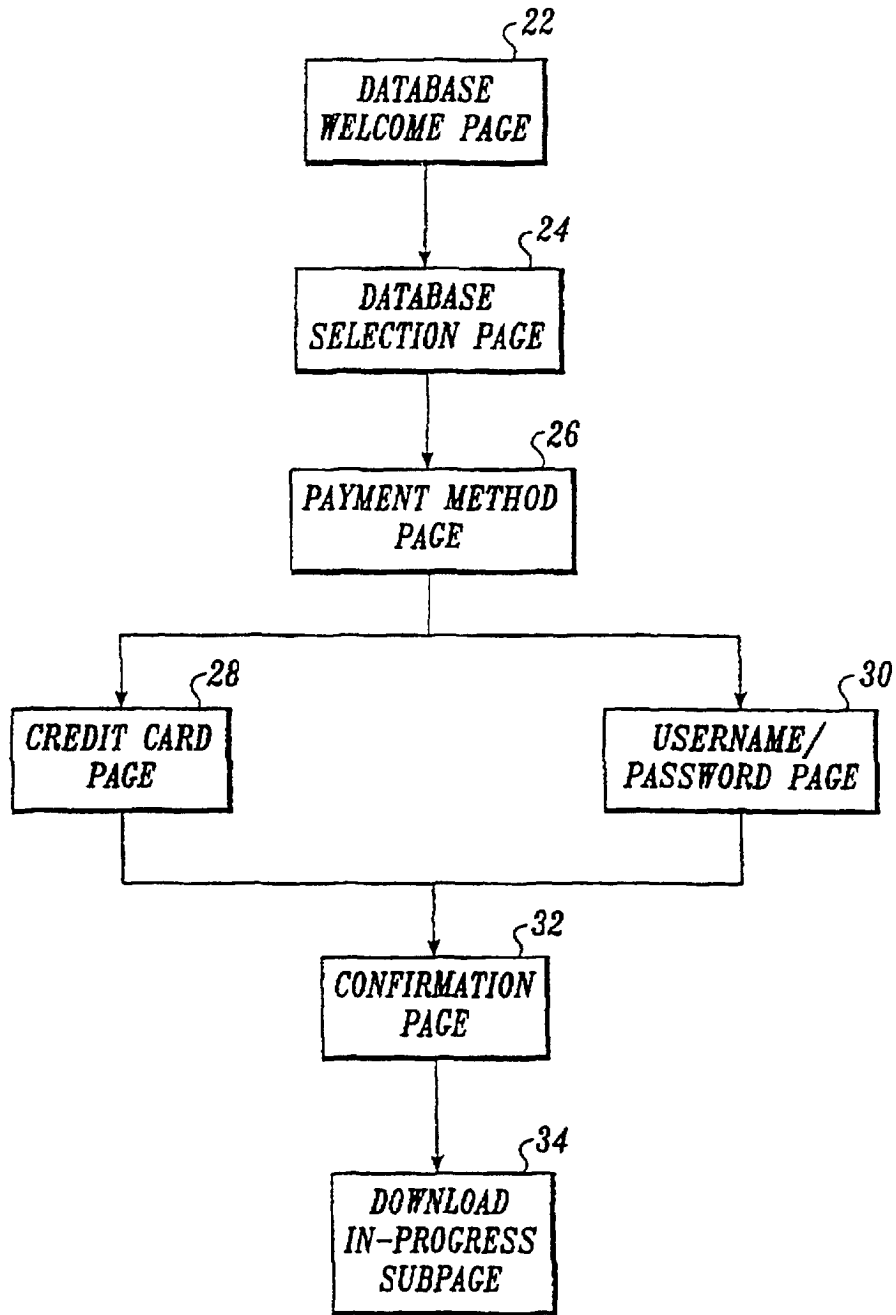 22
DATABASE
WELCOME PAGE
24
DATABASE
SELECTION PAGE
26
PAYMENT METHOD
PAGE
28
CREDIT CARD
PAGE
30
USERNAME/
PASSWORD PAGE
32
CONFIRMATION
PAGE
34
DOWNLOAD
IN-PROGRESS
SUBPAGE